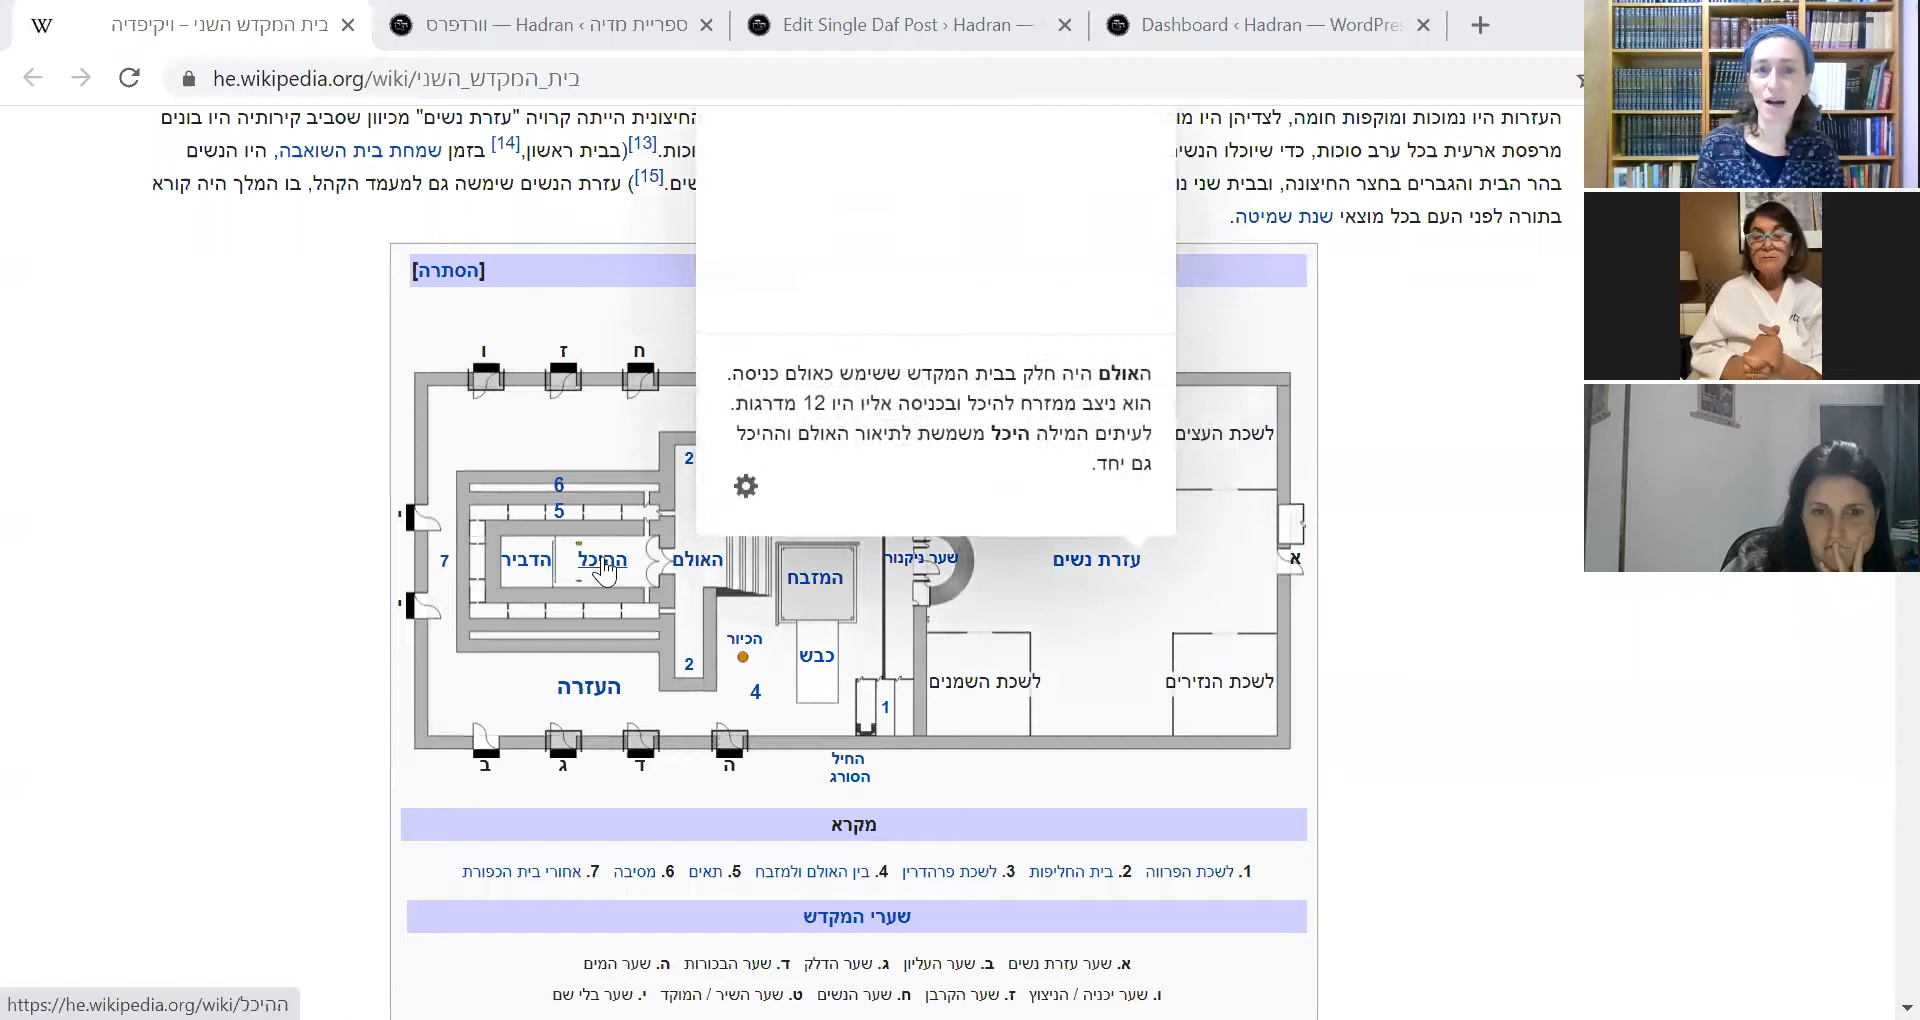 בית המקדש השני – ויקיפדיה
ספריית מדיה ‹ Hadran — וורדפרס
Edit Single Daf Post ‹ Hadran —
Dashboard ‹ Hadran — WordPre
he.wikipedia.org/wiki/בית_המקדש_השני
העזרות היו נמוכות ומוקפות חומה, לצדיהן היו
החיצונית הייתה קרויה "עזרת נשים" מכיוון שסביב קירותיה היו בונים
מרפסת ארעית בכל ערב סוכות, כדי שיוכלו
[13](בבית ראשון,[14] בזמן שמחת בית השואבה, היו הנשים
בהר הבית והגברים בחצר החיצונה, ובבית שני
[15]) עזרת הנשים שימשה גם למעמד הקהל, בו המלך היה קורא
בתורה לפני העם בכל מוצאי שנת שמיטה.
[הסתרה]
האולם היה חלק בבית המקדש ששימש כאולם כניסה.
הוא ניצב ממזרח להיכל ובכניסה אליו היו 12 מדרגות.
לעיתים המילה היכל משמשת לתיאור האולם וההיכל
גם יחד.
ח
ז
ו
לשכת העצים
2
6
5
י
א
עזרת נשים
שער ניקנור
המזבח
האולם
ההיכל
הדביר
7
י
כבש
הכיור
2
4
העזרה
לשכת הנזירים
לשכת השמנים
1
ה
ד
ג
ב
החיל
הסורג
מקרא
1. לשכת הפרווה 2. בית החליפות 3. לשכת פרהדרין 4. בין האולם ולמזבח 5. תאים 6. מסיבה 7. אחורי בית הכפורת
שערי המקדש
א. שער עזרת נשים ב. שער העליון ג. שער הדלק ד. שער הבכורות ה. שער המים
ו. שער יכניה / הניצוץ ז. שער הקרבן ח. שער הנשים ט. שער השיר / המוקד י. שער בלי שם
https://he.wikipedia.org/wiki/ההיכל